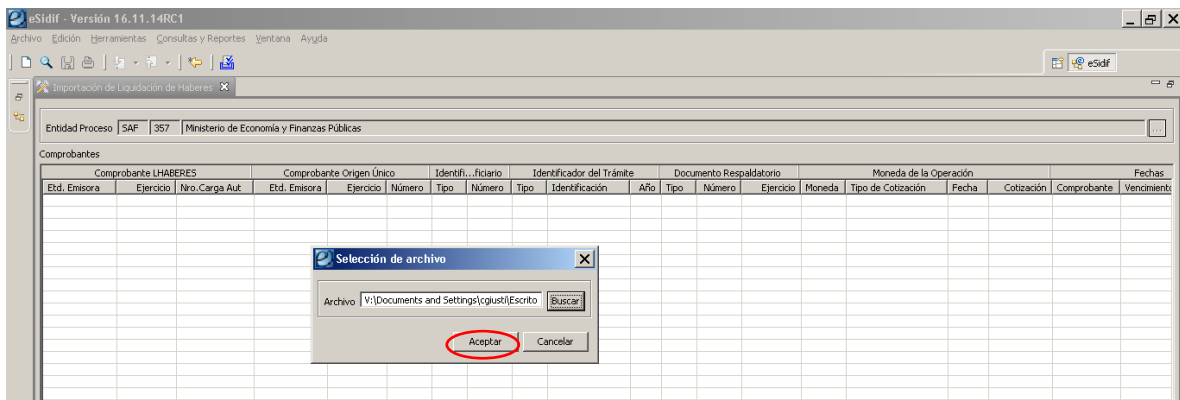 eSidif - Versión 16.11.14RC1
Archivo Edición Herramientas Consultas y Reportes Ventana Ayuda
eSidif
Importación de Liquidación de Haberes
Entidad Proceso SAF 357 Ministerio de Economía y Finanzas Públicas ...
Comprobantes
Comprobante LHABERES Comprobante Origen Único Identifi...ficiario Identificador del Trámite Documento Respaldatorio Moneda de la Operación Fechas
Etd. Emisora Ejercicio Nro.Carga Aut Etd. Emisora Ejercicio Número Tipo Número Tipo Identificación Año Tipo Número Ejercicio Moneda Tipo de Cotización Fecha Cotización Comprobante Vencimiento
Selección de archivo
Archivo V:\Documents and Settings\cgiusti\Escrito Buscar
Aceptar Cancelar